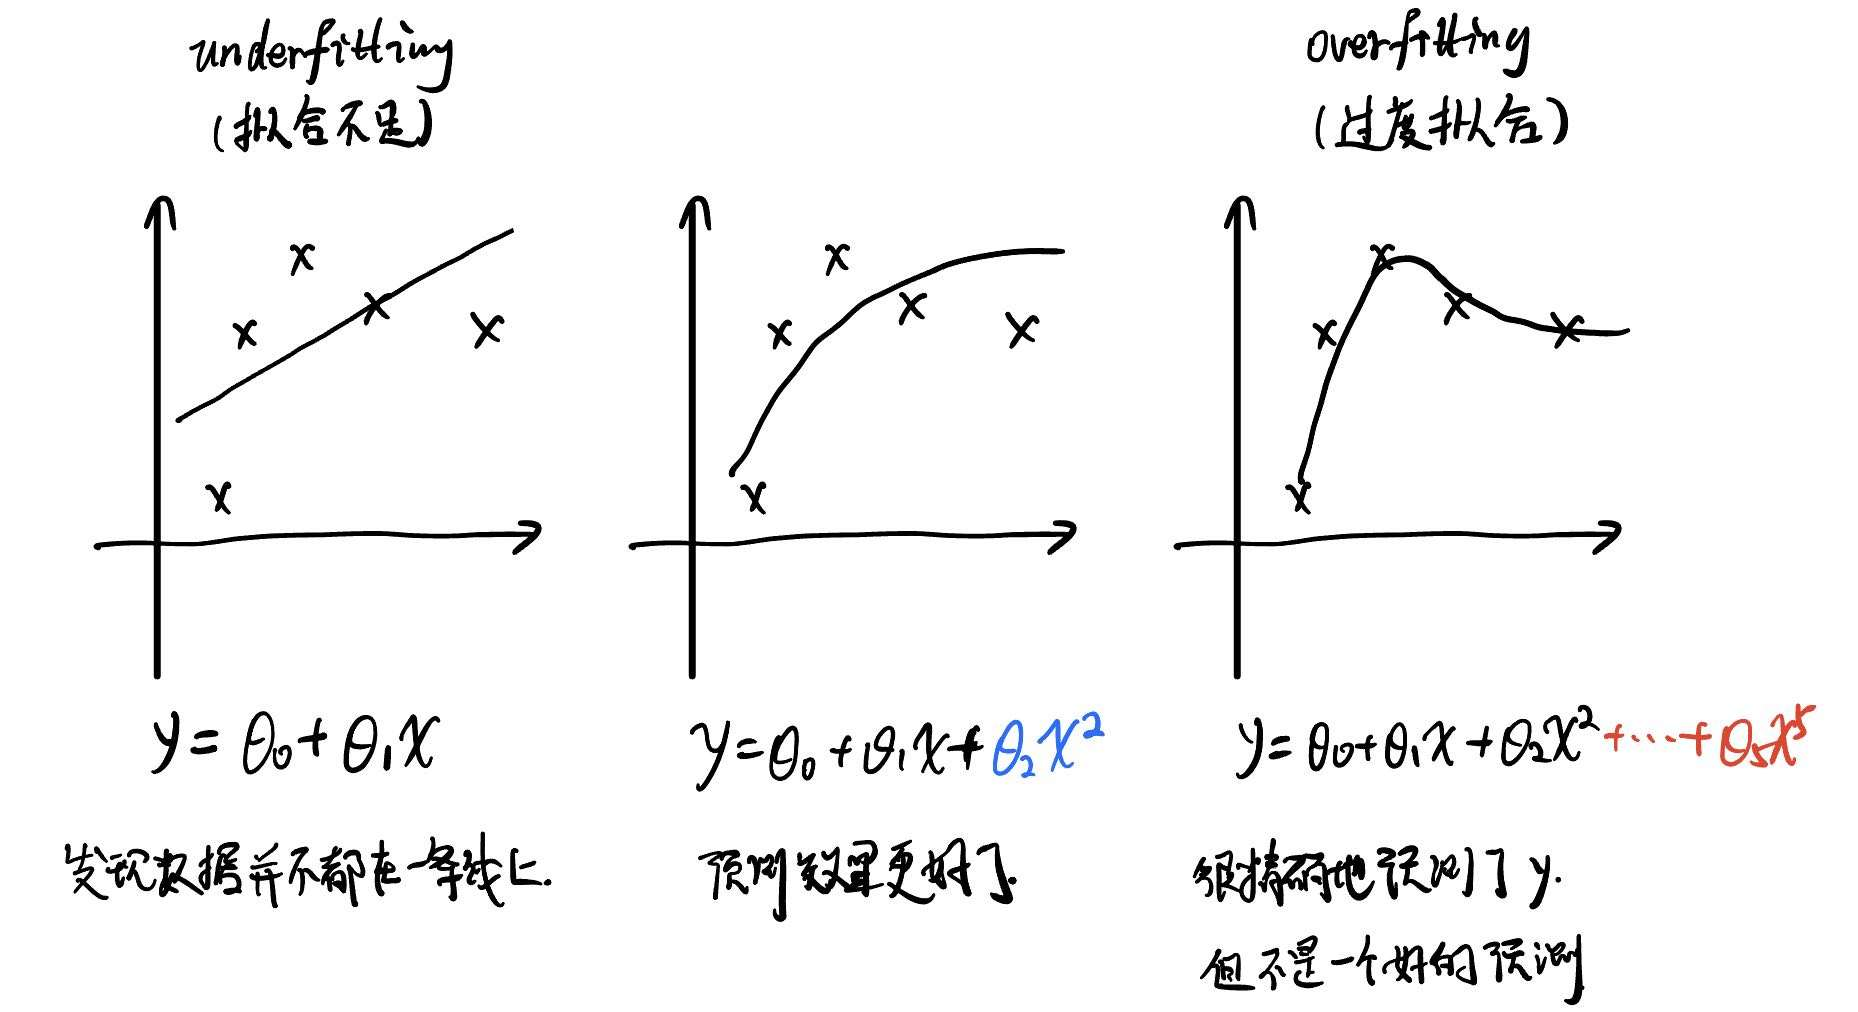 underfitting
(拟合不足)
overfitting
(过度拟合)
y = θ₀ + θ₁x
y = θ₀ + θ₁x + θ₂x²
y = θ₀ + θ₁x + θ₂x² + ⋯ + θ₅x⁵
发现数据并不都在一条线上.
预测效果更好了.
很精确地预测了 y.
但不是一个好的预测